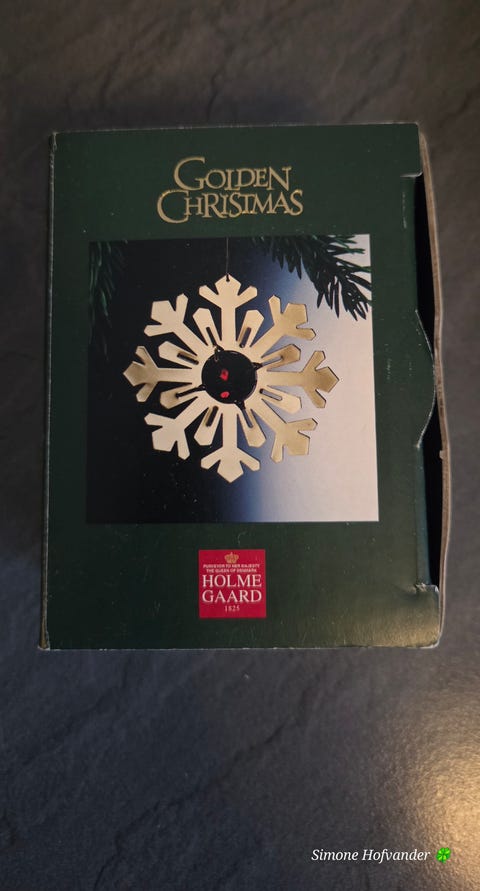 GOLDEN
CHRISTMAS
PURVEYOR TO HER MAJESTY
THE QUEEN OF DENMARK
HOLME
GAARD
1825
Simone Hofvander